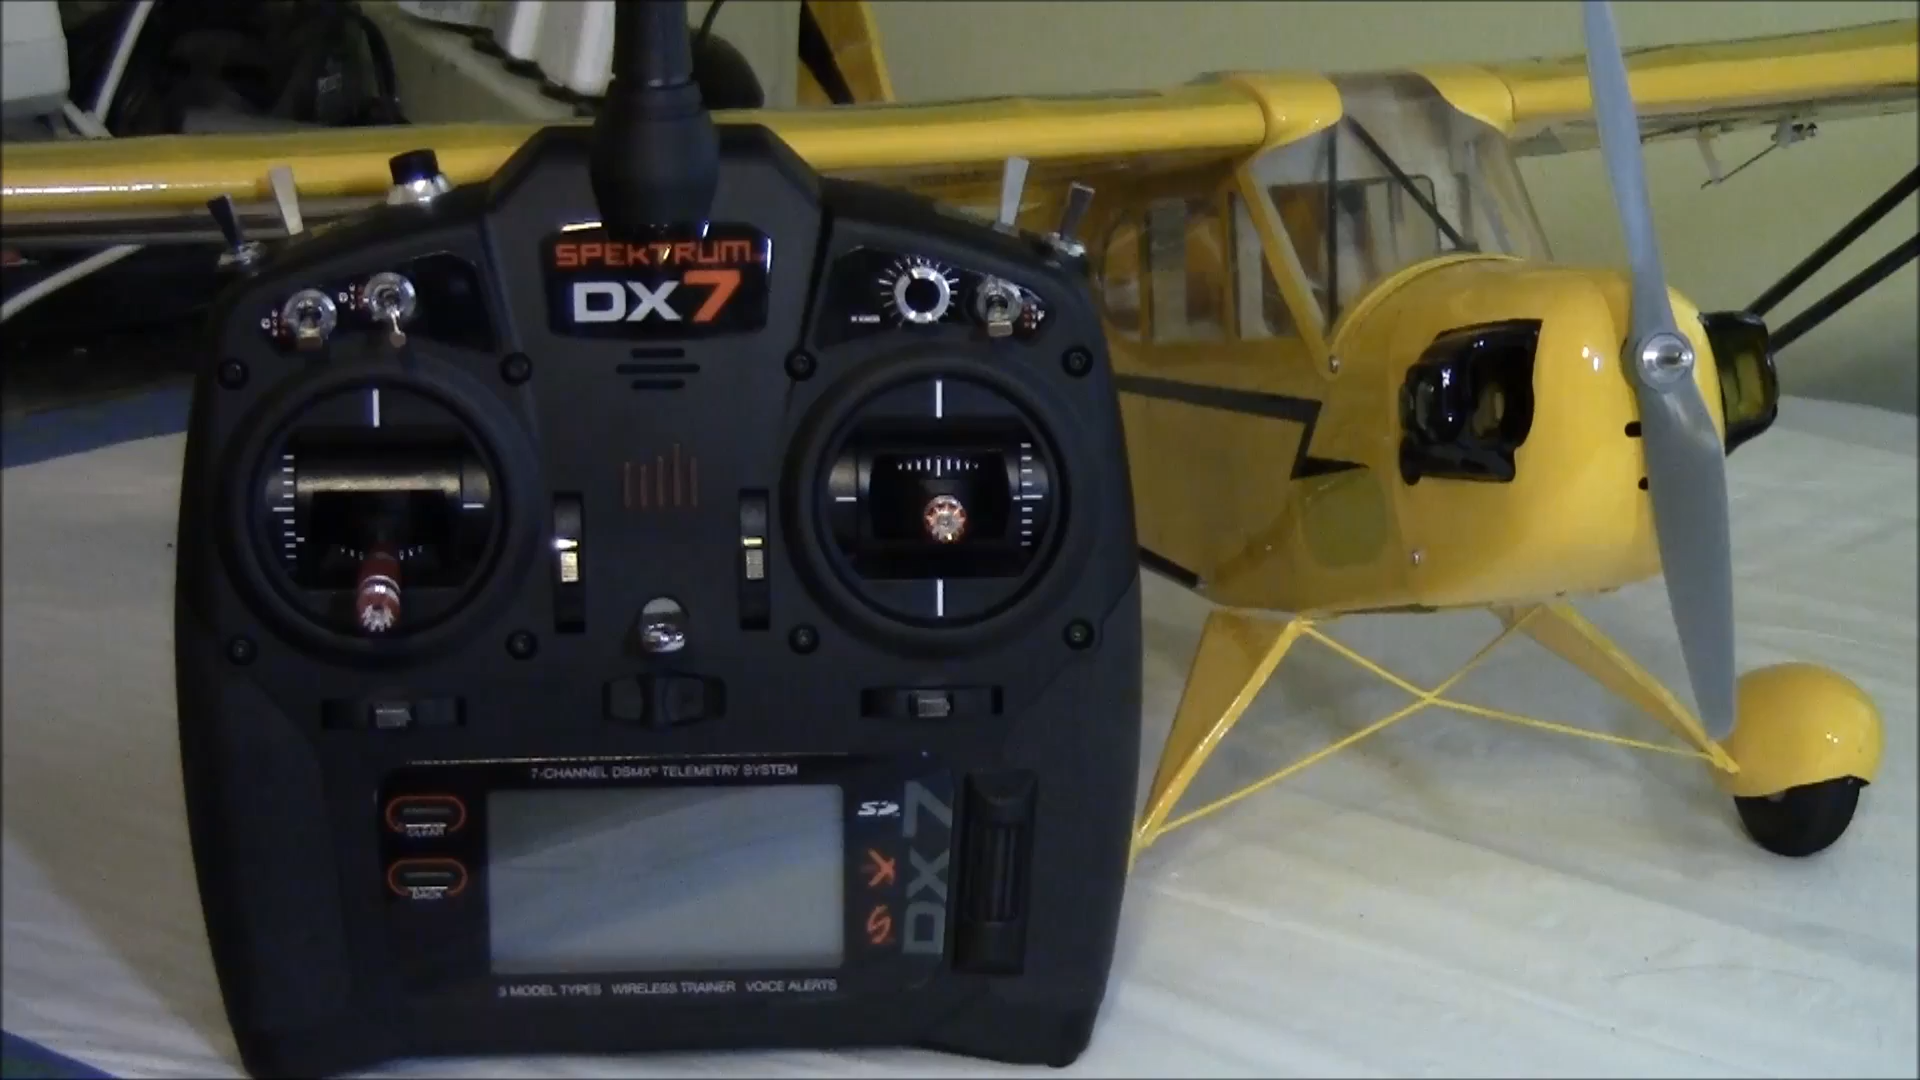 SPEKTRUM
DX7
7-CHANNEL DSMX® TELEMETRY SYSTEM
CLEAR
BACK
DX7
3 MODEL TYPES WIRELESS TRAINER VOICE ALERTS